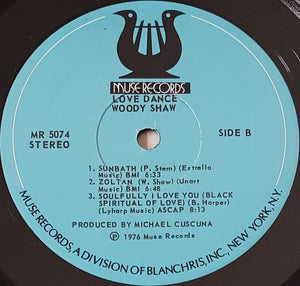 MUSE RECORDS
LOVE DANCE
WOODY SHAW
MR 5074
STEREO
SIDE B
1. SUNBATH (P. Stern) (Estrella
Music) BMI 6:33
2. ZOLTAN (W. Shaw) (Unart
Music) BMI 6:48
3. SOULFULLY I LOVE YOU (BLACK
SPIRITUAL OF LOVE) (B. Harper)
(Lyharp Music) ASCAP 8:13
PRODUCED BY MICHAEL CUSCUNA
Ⓟ 1976 Muse Records
MUSE RECORDS, A DIVISION OF BLANCHRIS, INC., NEW YORK, N.Y.